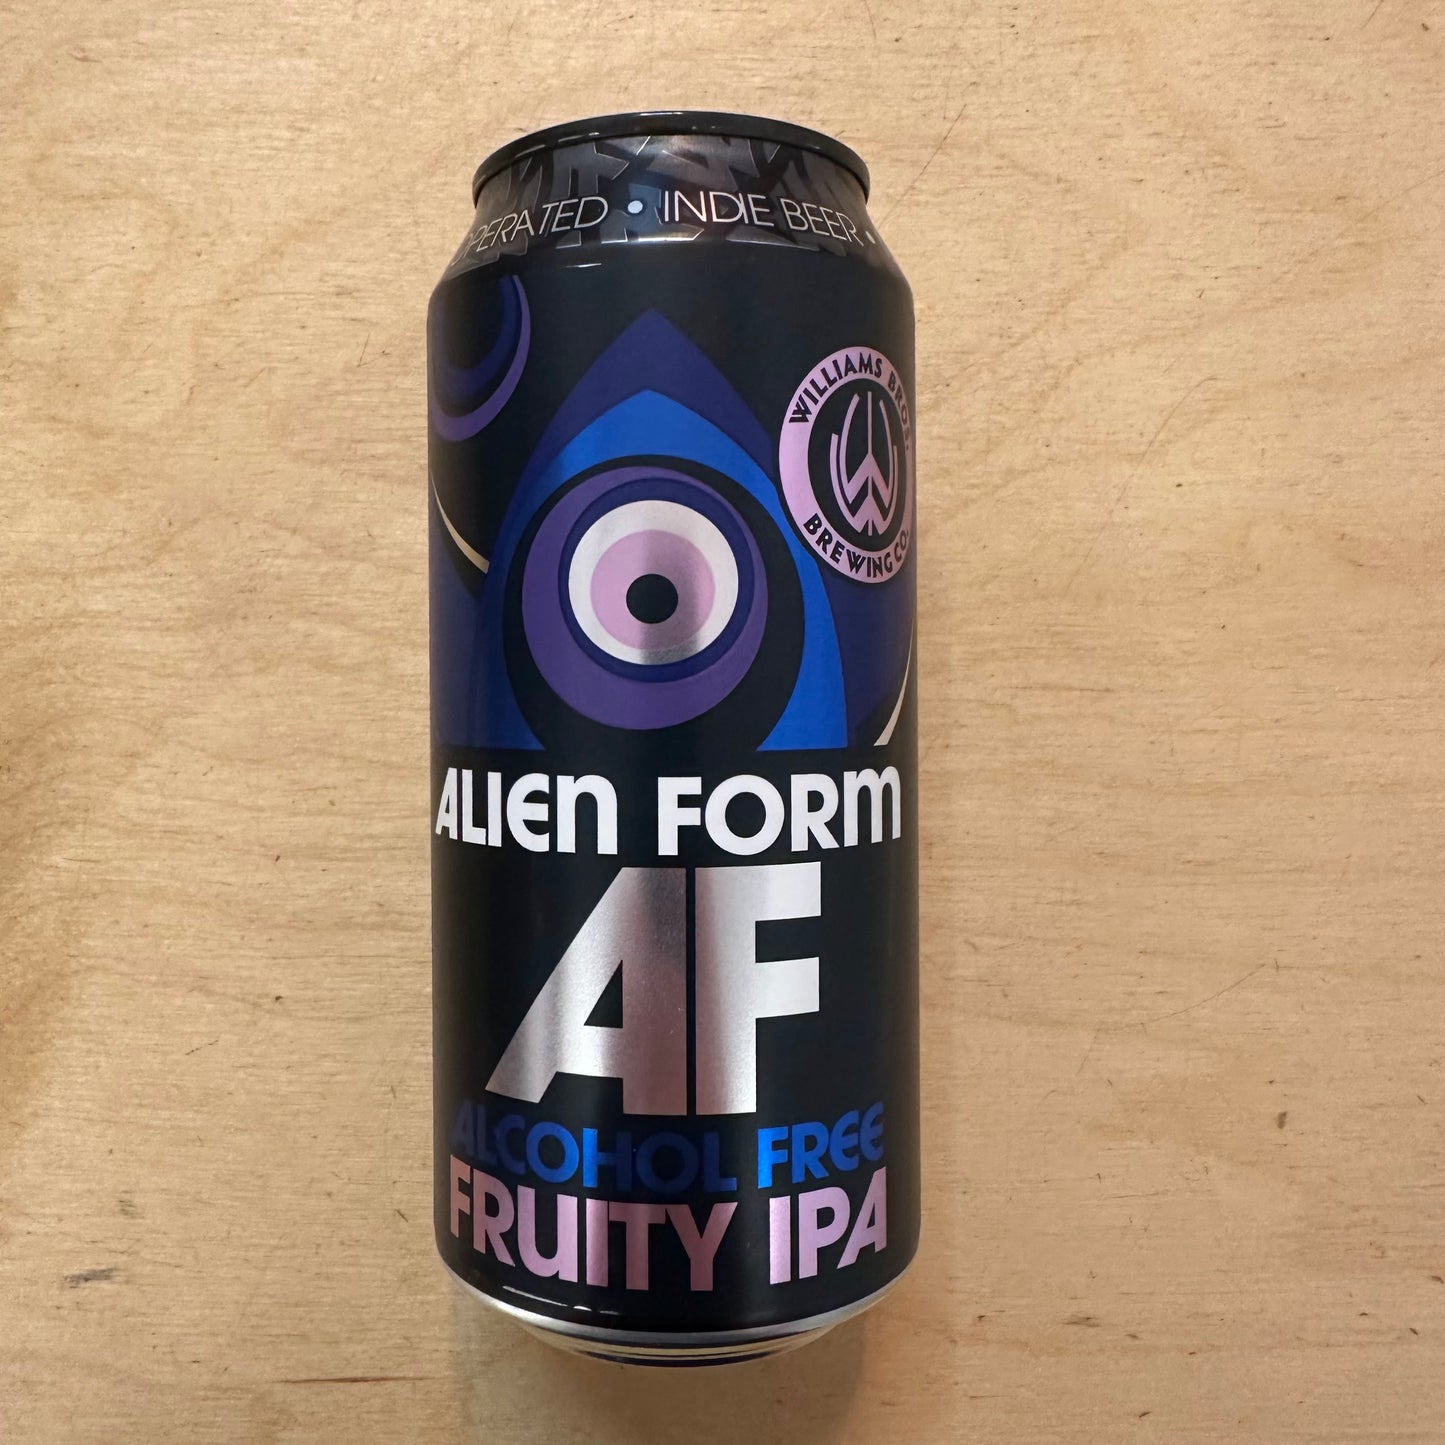 OPERATED • INDIE BEER •
WILLIAMS BROS.
BREWING CO.
ALIEN FORM
AF
ALCOHOL FREE
FRUITY IPA